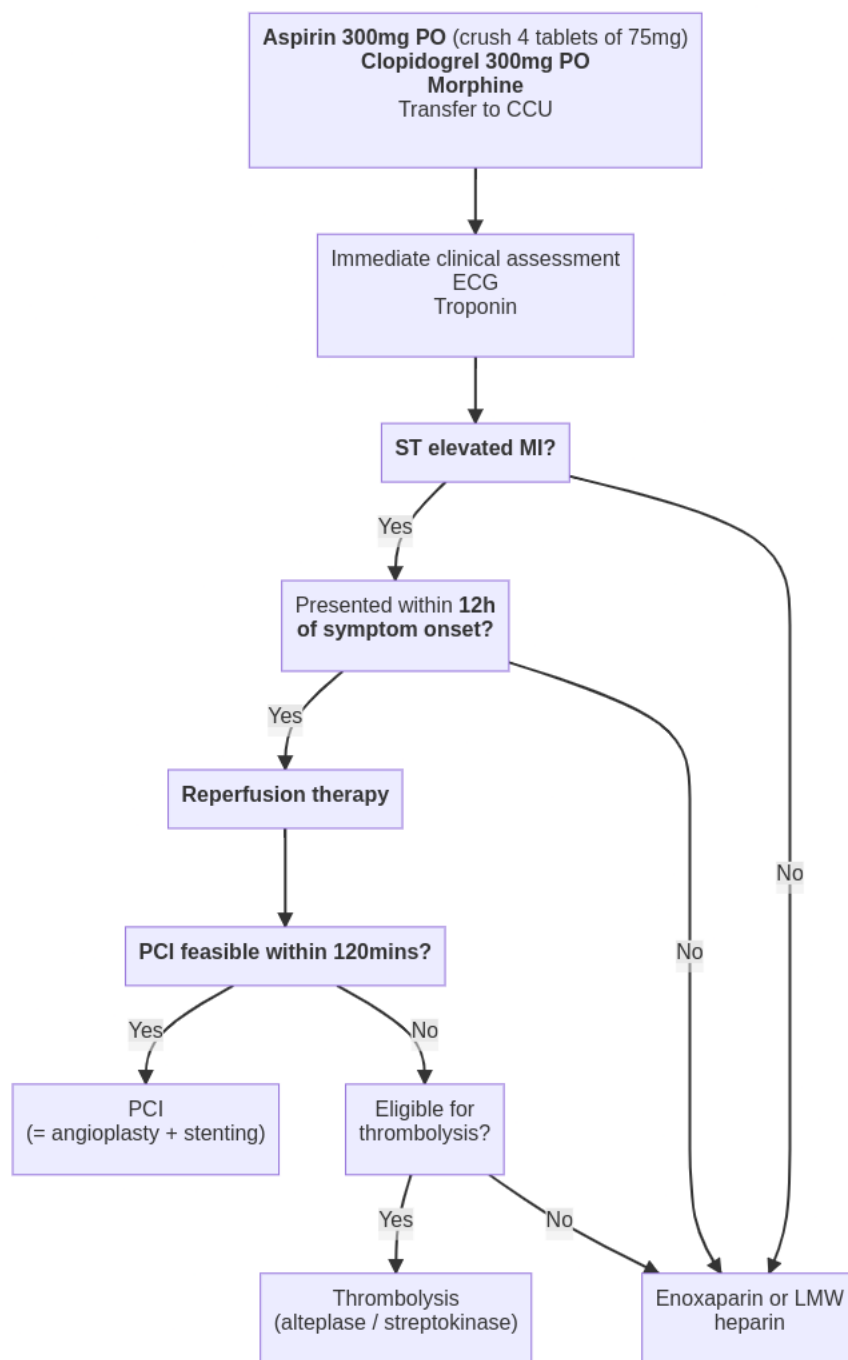 Aspirin 300mg PO (crush 4 tablets of 75mg)
Clopidogrel 300mg PO
Morphine
Transfer to CCU
Immediate clinical assessment
ECG
Troponin
ST elevated MI?
Yes
Presented within 12h
of symptom onset?
Yes
Reperfusion therapy
No
PCI feasible within 120mins?
No
Yes
No
PCI
(= angioplasty + stenting)
Eligible for
thrombolysis?
Yes
No
Thrombolysis
(alteplase / streptokinase)
Enoxaparin or LMW
heparin